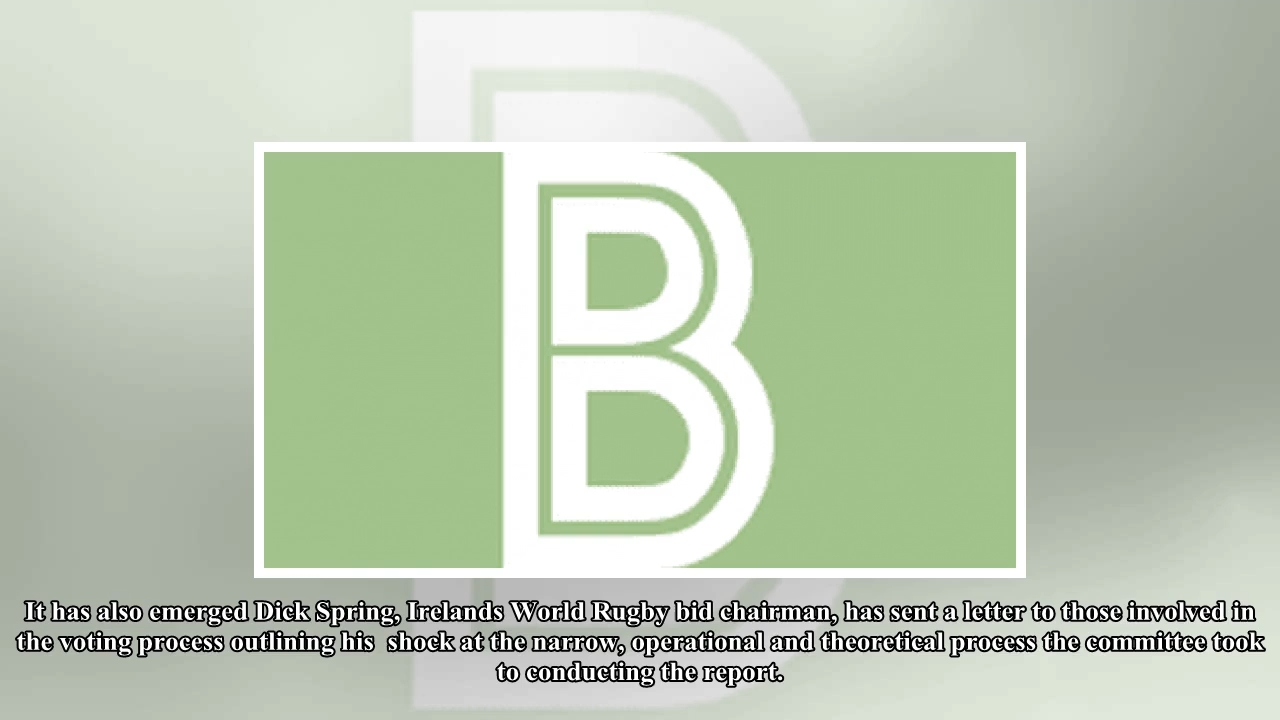 B
It has also emerged Dick Spring, Irelands World Rugby bid chairman, has sent a letter to those involved in
the voting process outlining his  shock at the narrow, operational and theoretical process the committee took
to conducting the report.